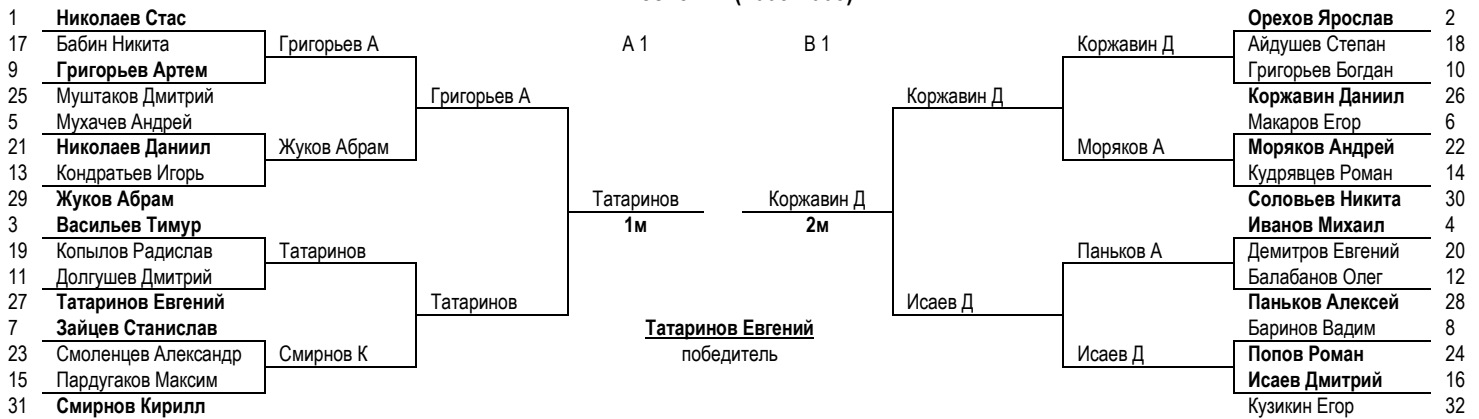 1 Николаев Стас Орехов Ярослав 2
17 Бабин Никита Григорьев А А 1 В 1 Коржавин Д Айдушев Степан 18
9 Григорьев Артем Григорьев Богдан 10
25 Муштаков Дмитрий Григорьев А Коржавин Д Коржавин Даниил 26
5 Мухачев Андрей Макаров Егор 6
21 Николаев Даниил Жуков Абрам Моряков А Моряков Андрей 22
13 Кондратьев Игорь Кудрявцев Роман 14
29 Жуков Абрам Татаринов Коржавин Д Соловьев Никита 30
3 Васильев Тимур 1м 2м Иванов Михаил 4
19 Копылов Радислав Татаринов Паньков А Демитров Евгений 20
11 Долгушев Дмитрий Балабанов Олег 12
27 Татаринов Евгений Татаринов Исаев Д Паньков Алексей 28
7 Зайцев Станислав Татаринов Евгений Баринов Вадим 8
23 Смоленцев Александр Смирнов К победитель Исаев Д Попов Роман 24
15 Пардугаков Максим Исаев Дмитрий 16
31 Смирнов Кирилл Кузикин Егор 32